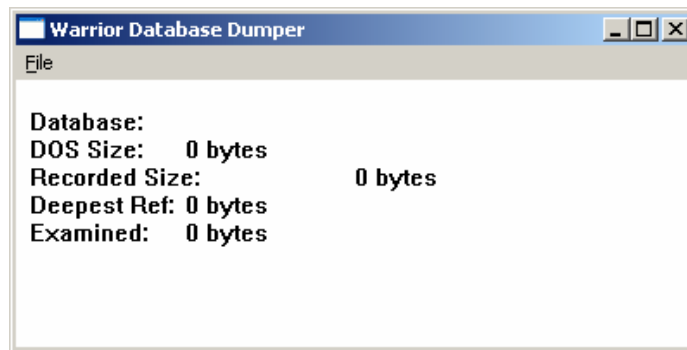 Warrior Database Dumper
File
Database:
DOS Size: 0 bytes
Recorded Size: 0 bytes
Deepest Ref: 0 bytes
Examined: 0 bytes